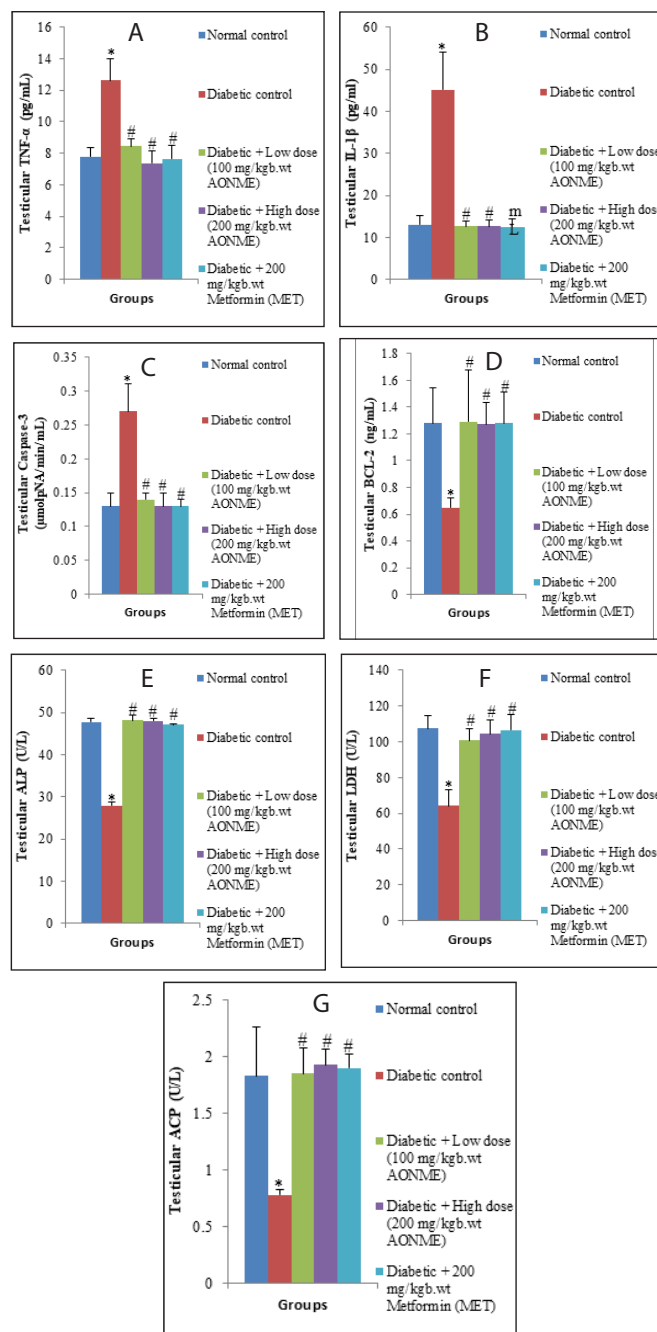 A
Testicular TNF-α (pg/mL)
16
14
12
10
8
6
4
2
0
*
#
#
#
Groups
Normal control
Diabetic control
Diabetic + Low dose
(100 mg/kgb.wt
AONME)
Diabetic + High dose
(200 mg/kgb.wt
AONME)
Diabetic + 200
mg/kgb.wt
Metformin (MET)
B
Testicular IL-1β (pg/ml)
60
50
40
30
20
10
0
*
#
#
m
Groups
Normal control
Diabetic control
Diabetic + Low dose
(100 mg/kgb.wt
AONME)
Diabetic + High dose
(200 mg/kgb.wt
AONME)
Diabetic + 200
mg/kgb.wt
Metformin (MET)
C
Testicular Caspase-3
(µmolpNA/min/mL)
0.35
0.3
0.25
0.2
0.15
0.1
0.05
0
*
#
#
#
Groups
Normal control
Diabetic control
Diabetic + Low dose
(100 mg/kgb.wt
AONME)
Diabetic + High dose
(200 mg/kgb.wt
AONME)
Diabetic + 200
mg/kgb.wt
Metformin (MET)
D
Testicular BCL-2
(ng/mL)
1.8
1.6
1.4
1.2
1
0.8
0.6
0.4
0.2
0
*
#
#
#
Groups
Normal control
Diabetic control
Diabetic + Low dose
(100 mg/kgb.wt
AONME)
Diabetic + High dose
(200 mg/kgb.wt
AONME)
Diabetic + 200
mg/kgb.wt
Metformin (MET)
E
Testicular ALP (U/L)
60
50
40
30
20
10
0
*
#
#
#
Groups
Normal control
Diabetic control
Diabetic + Low dose
(100 mg/kgb.wt
AONME)
Diabetic + High dose
(200 mg/kgb.wt
AONME)
Diabetic + 200
mg/kgb.wt
Metformin (MET)
F
Testicular LDH (U/L)
140
120
100
80
60
40
20
0
*
#
#
#
Groups
Normal control
Diabetic control
Diabetic + Low dose
(100 mg/kgb.wt
AONME)
Diabetic + High dose
(200 mg/kgb.wt
AONME)
Diabetic + 200
mg/kgb.wt
Metformin (MET)
G
Testicular ACP (U/L)
2.5
2
1.5
1
0.5
0
*
#
#
#
Groups
Normal control
Diabetic control
Diabetic + Low dose
(100 mg/kgb.wt
AONME)
Diabetic + High dose
(200 mg/kgb.wt
AONME)
Diabetic + 200
mg/kgb.wt
Metformin (MET)